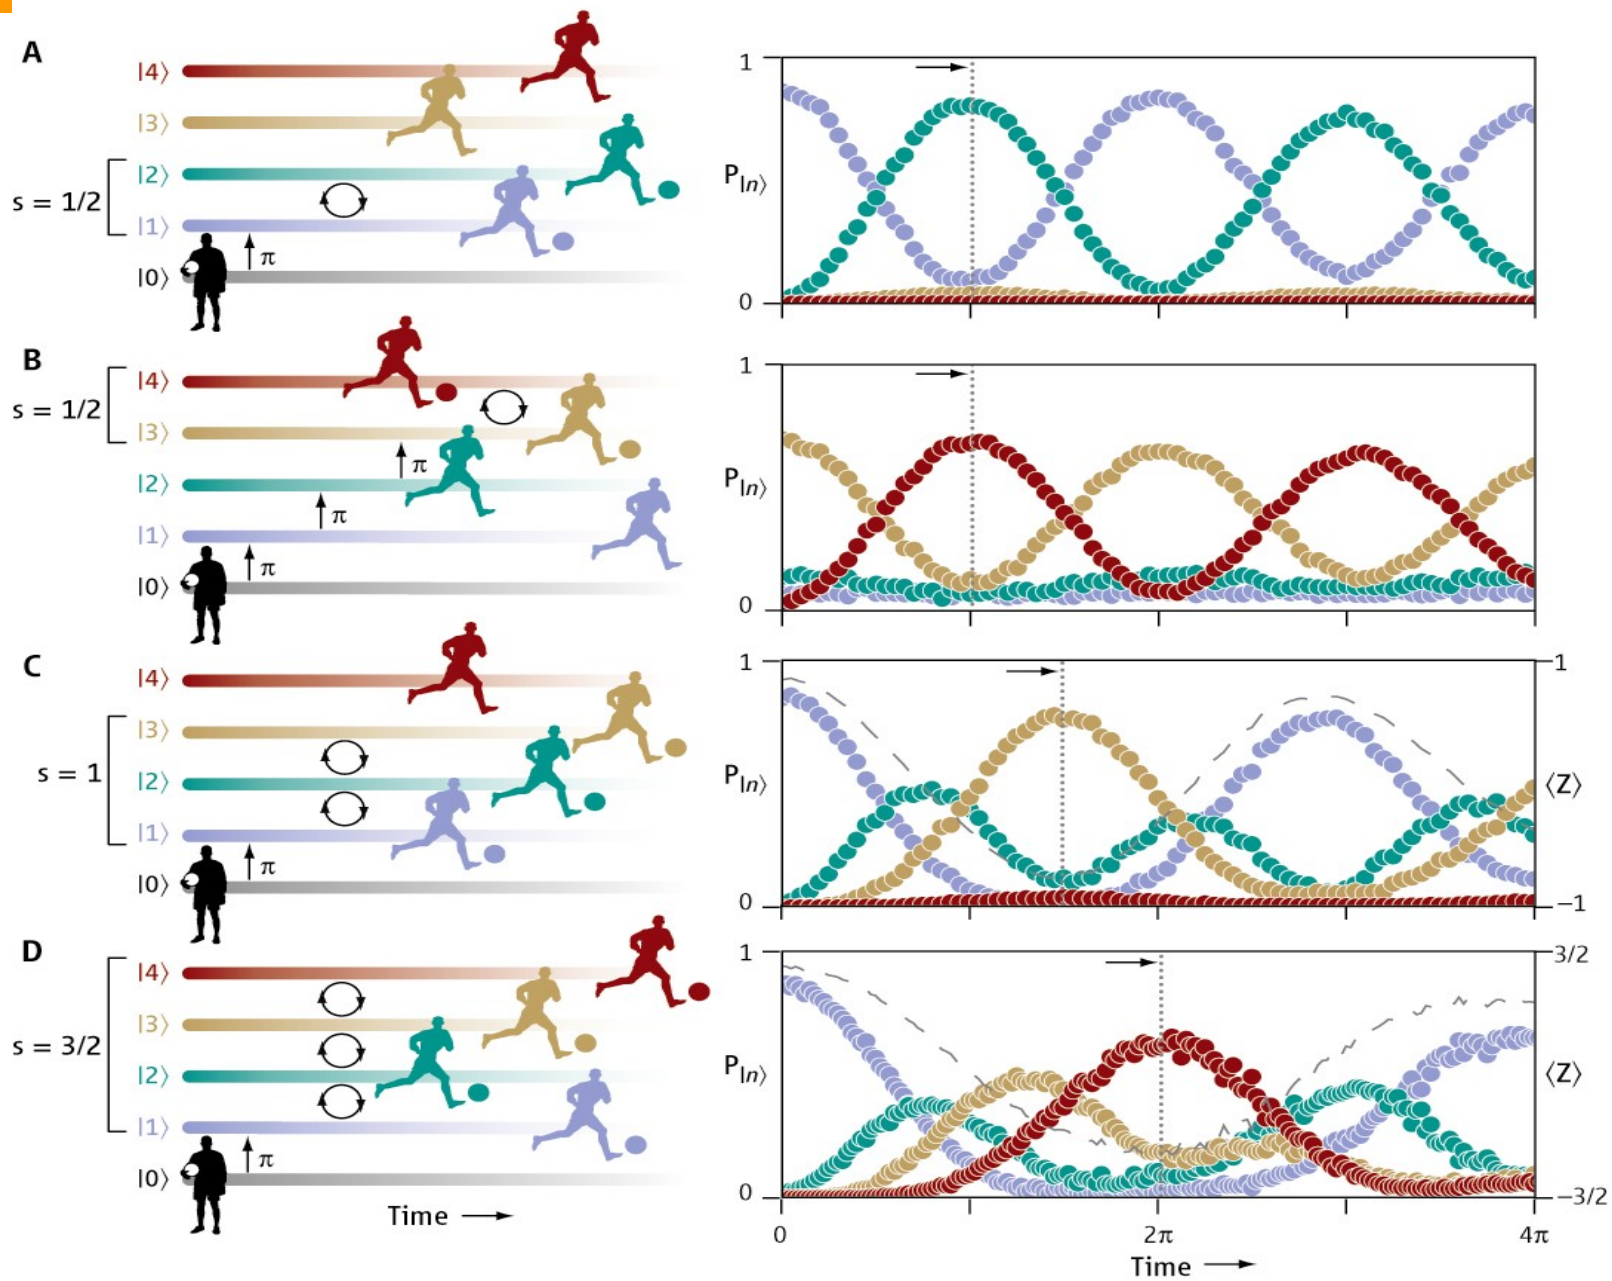 A
|4⟩
|3⟩
|2⟩
s = 1/2
|1⟩
π
|0⟩
1
P|n⟩
0
B
|4⟩
s = 1/2
|3⟩
π
|2⟩
π
|1⟩
π
|0⟩
1
P|n⟩
0
C
|4⟩
|3⟩
s = 1
|2⟩
|1⟩
π
|0⟩
1
1
P|n⟩
⟨Z⟩
0
−1
D
|4⟩
|3⟩
s = 3/2
|2⟩
|1⟩
π
|0⟩
Time
1
3/2
P|n⟩
⟨Z⟩
0
−3/2
0 2π 4π
Time